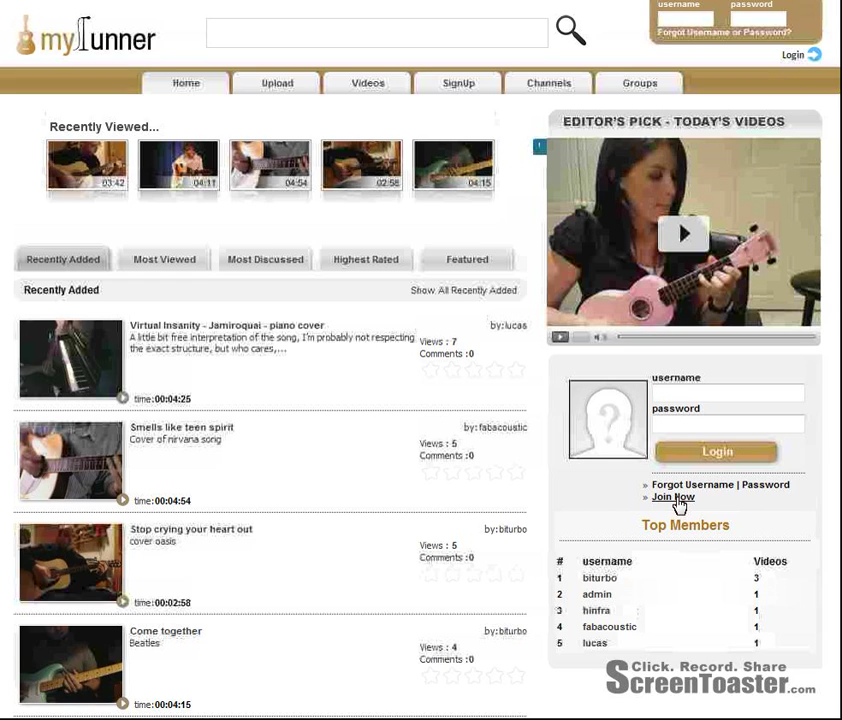 username password
Forgot Username or Password?
myTunner
Login
Home Upload Videos SignUp Channels Groups
Recently Viewed...
03:42 04:11 04:54 02:58 04:15
EDITOR'S PICK - TODAY'S VIDEOS
Recently Added Most Viewed Most Discussed Highest Rated Featured
Recently Added Show All Recently Added
Virtual Insanity - Jamiroquai - piano cover
A little bit free interpretation of the song, I'm probably not respecting
the exact structure, but who cares,...
by:lucas
Views : 7
Comments :0
time:00:04:25
Smells like teen spirit
Cover of nirvana song
by:fabacoustic
Views : 5
Comments :0
time:00:04:54
Stop crying your heart out
cover oasis
by:biturbo
Views : 5
Comments :0
time:00:02:58
Come together
Beatles
by:biturbo
Views : 4
Comments :0
time:00:04:15
username
password
Login
» Forgot Username | Password
» Join Now
Top Members
# username Videos
1 biturbo 3
2 admin 1
3 hinfra 1
4 fabacoustic 1
5 lucas 1
Click. Record. Share
ScreenToaster.com